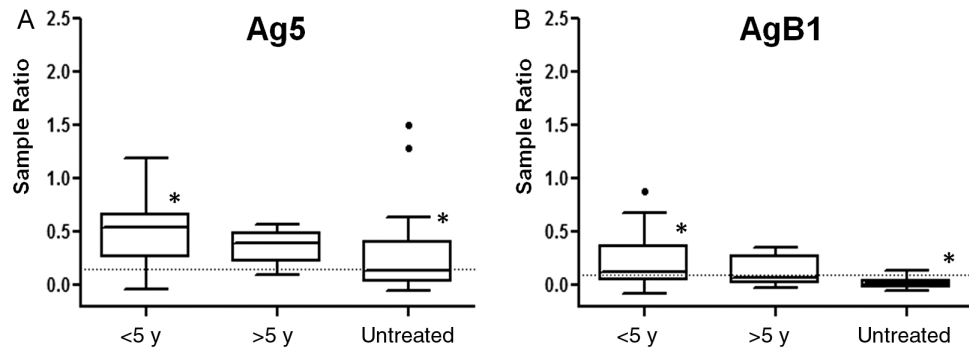 A
Ag5
Sample Ratio
2.5
2.0
1.5
1.0
0.5
0.0
*
*
<5 y
>5 y
Untreated
B
AgB1
Sample Ratio
2.5
2.0
1.5
1.0
0.5
0.0
*
*
<5 y
>5 y
Untreated